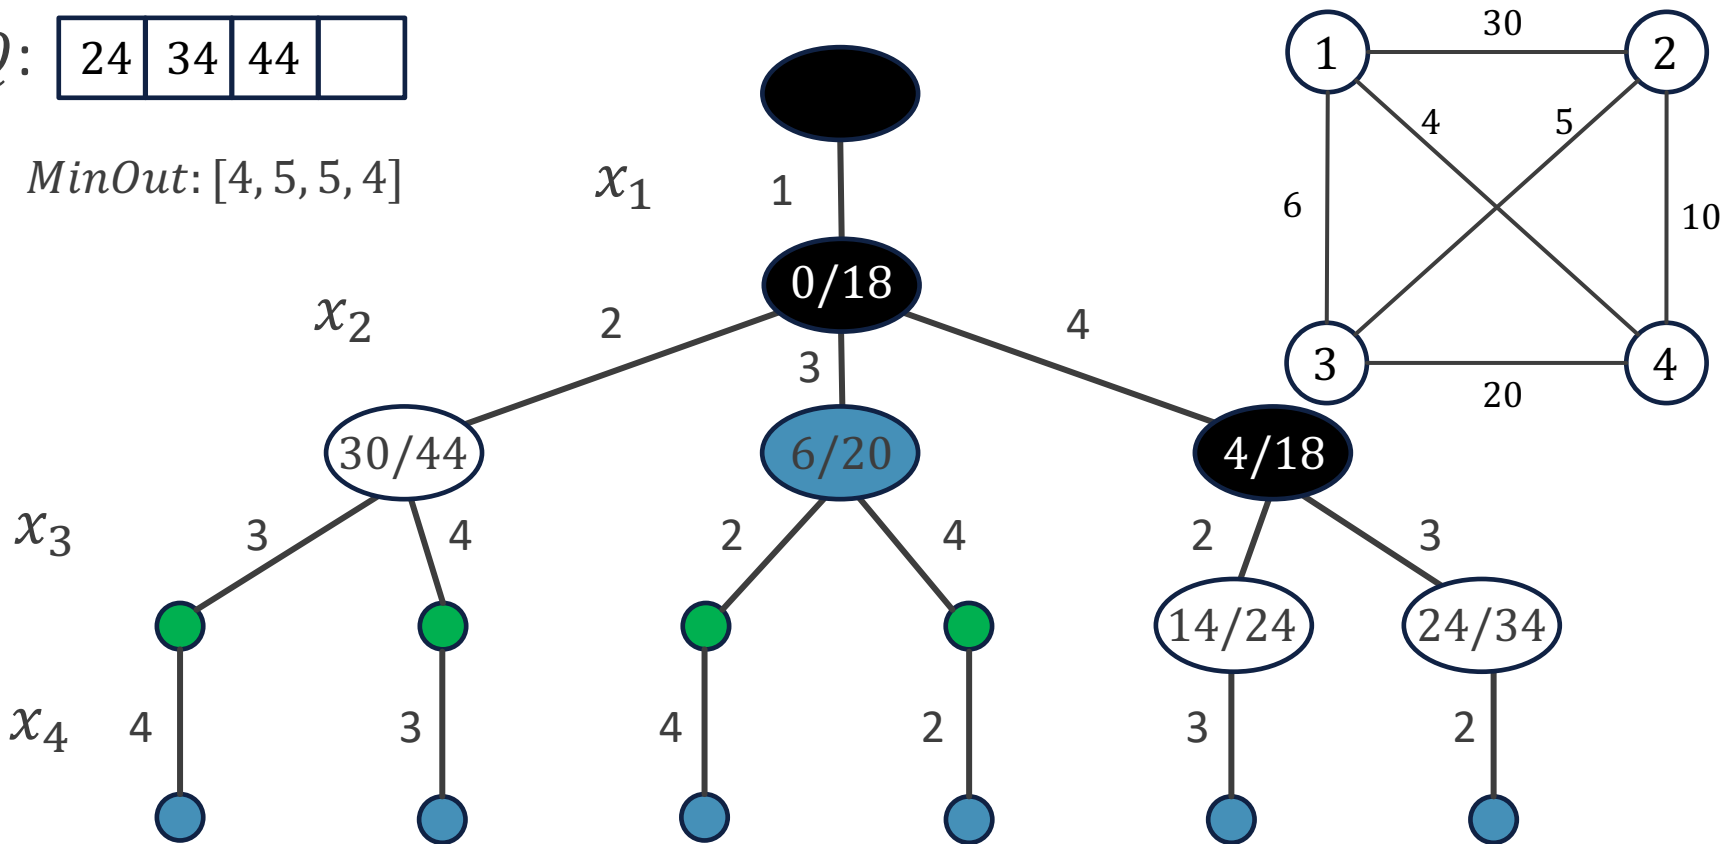 Q: 24 34 44
MinOut: [4, 5, 5, 4]
1 30 2
4 5
6 10
3 20 4
x₁ 1
0/18
x₂ 2 3 4
30/44 6/20 4/18
x₃ 3 4 2 4 2 3
14/24 24/34
x₄ 4 3 4 2 3 2